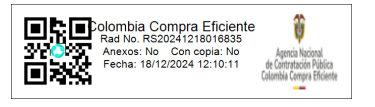 Colombia Compra Eficiente
Rad No. RS20241218016835
Anexos: No Con copia: No
Fecha: 18/12/2024 12:10:11
Agencia Nacional
de Contratación Pública
Colombia Compra Eficiente